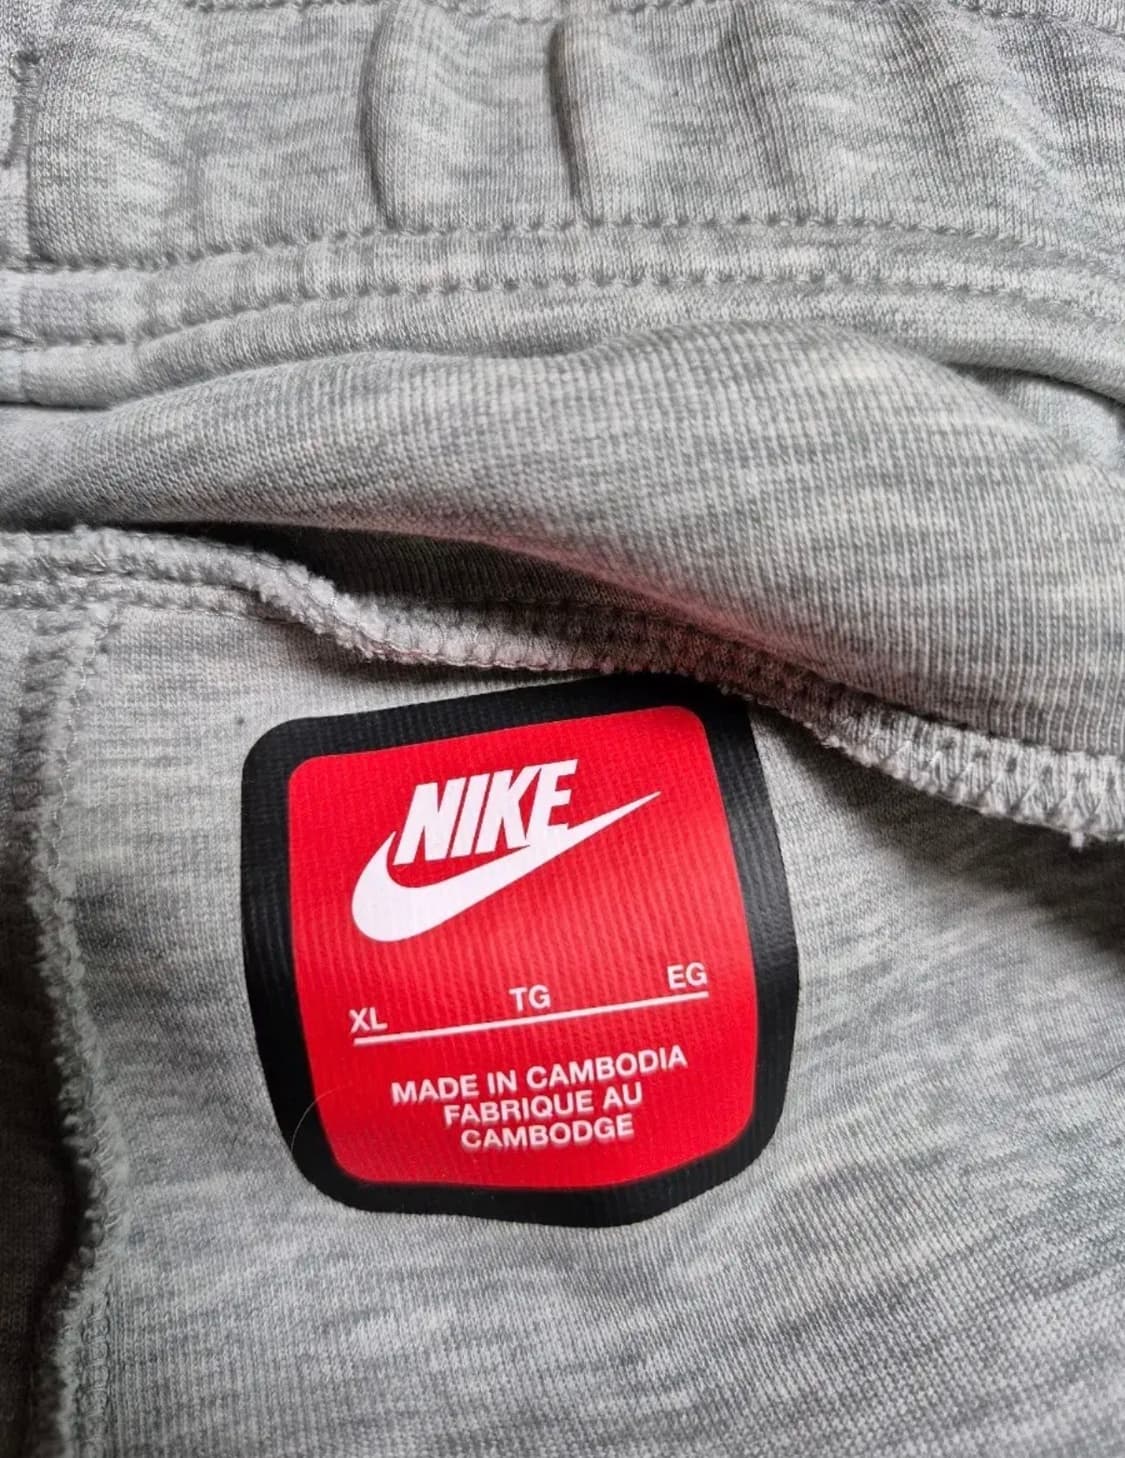 NIKE
XL TG EG
MADE IN CAMBODIA
FABRIQUE AU
CAMBODGE